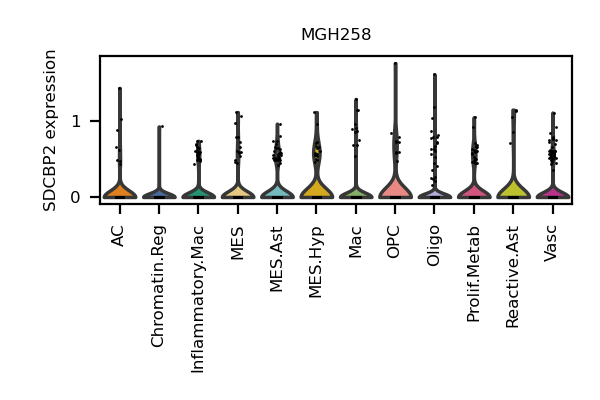 MGH258
SDCBP2 expression
1
0
AC
Chromatin.Reg
Inflammatory.Mac
MES
MES.Ast
MES.Hyp
Mac
OPC
Oligo
Prolif.Metab
Reactive.Ast
Vasc